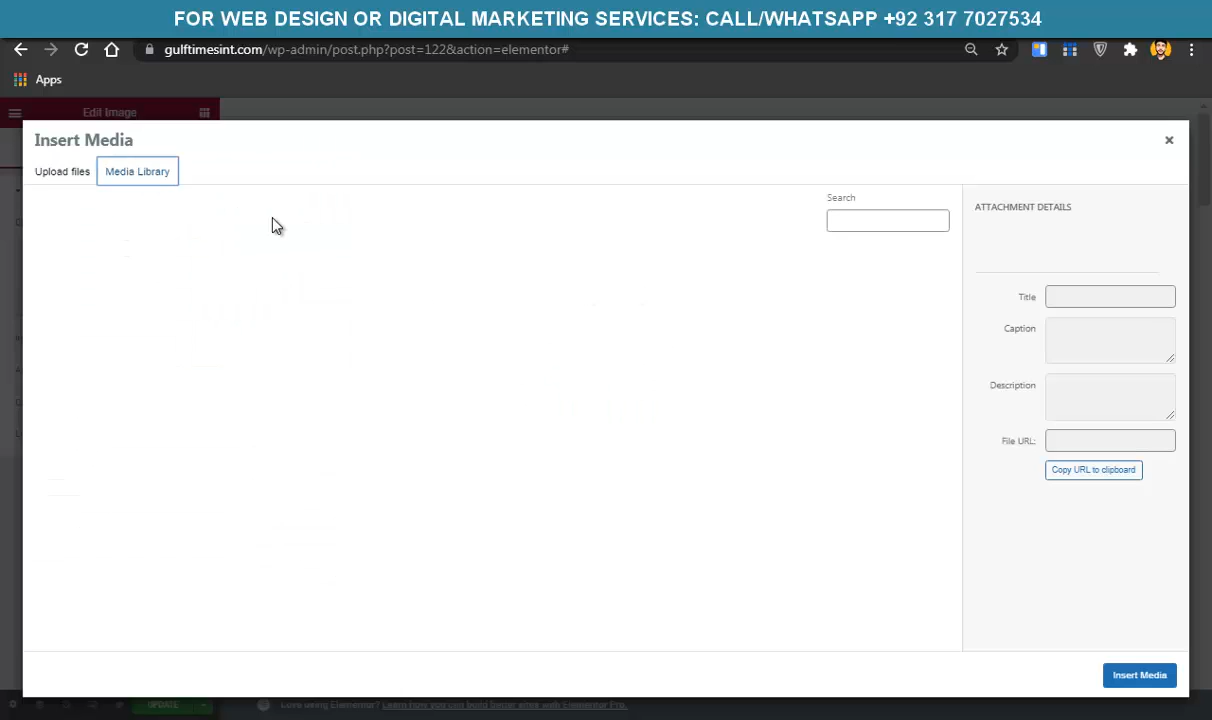 FOR WEB DESIGN OR DIGITAL MARKETING SERVICES: CALL/WHATSAPP +92 317 7027534
gulftimesint.com/wp-admin/post.php?post=122&action=elementor#
Apps
Edit Image
Insert Media
Upload files
Media Library
Search
ATTACHMENT DETAILS
Title
Caption
Description
File URL:
Copy URL to clipboard
Insert Media
UPDATE
Love using Elementor? Learn how you can build better sites with Elementor Pro.